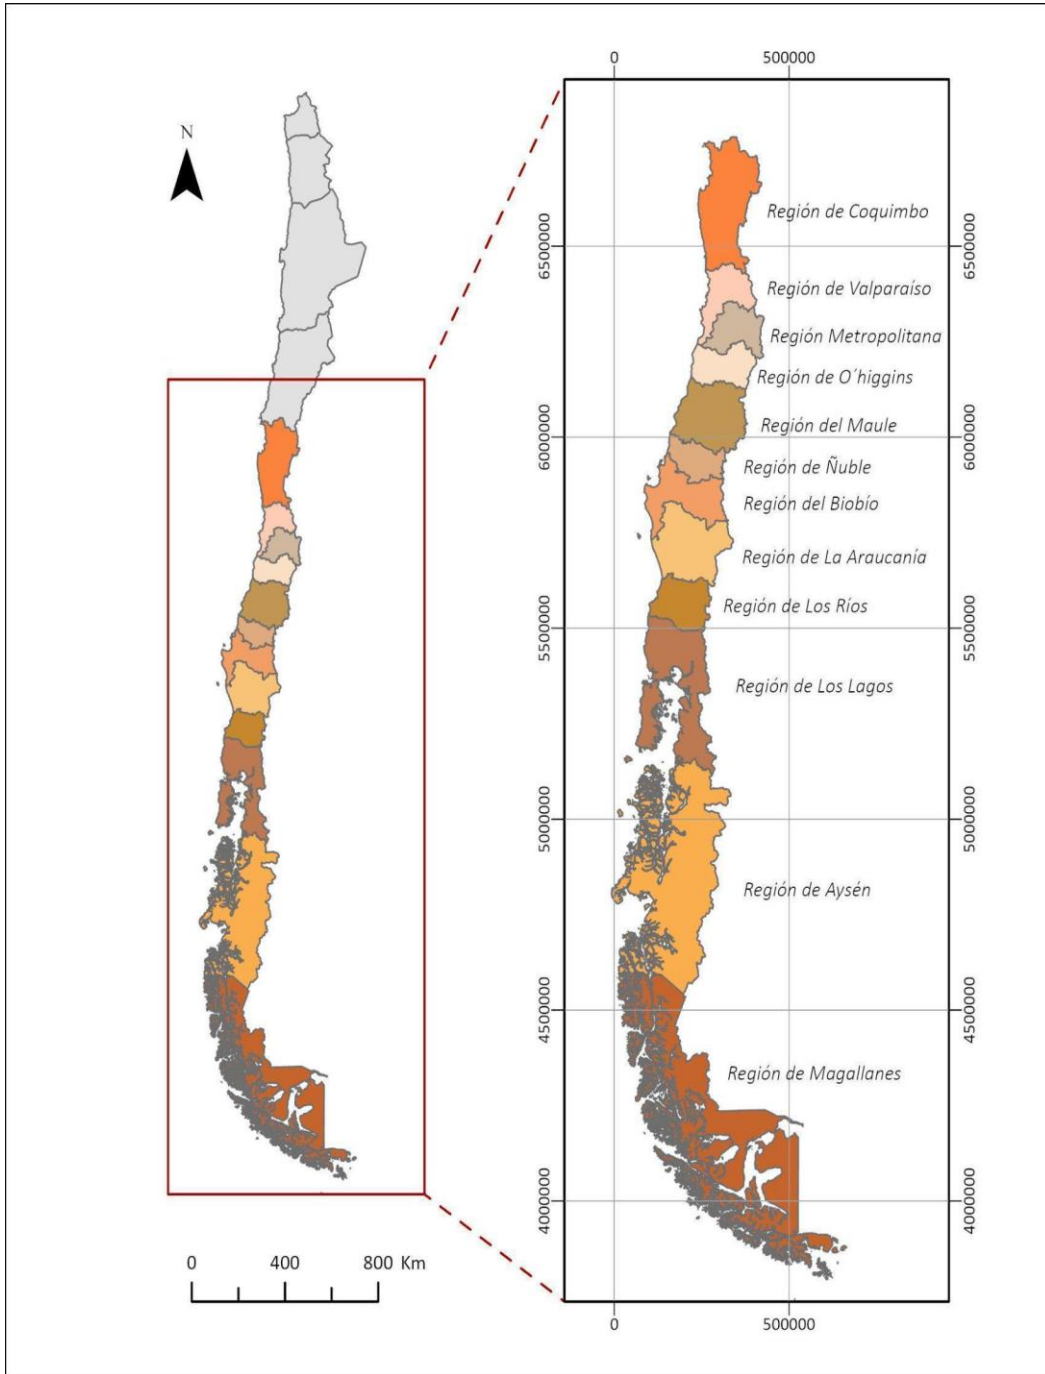 0
500000
N
Región de Coquimbo
6500000
6500000
Región de Valparaíso
Región Metropolitana
Región de O´higgins
Región del Maule
6000000
6000000
Región de Ñuble
Región del Biobío
Región de La Araucanía
Región de Los Ríos
5500000
5500000
Región de Los Lagos
5000000
5000000
Región de Aysén
4500000
4500000
Región de Magallanes
4000000
4000000
0 400 800 Km
0
500000